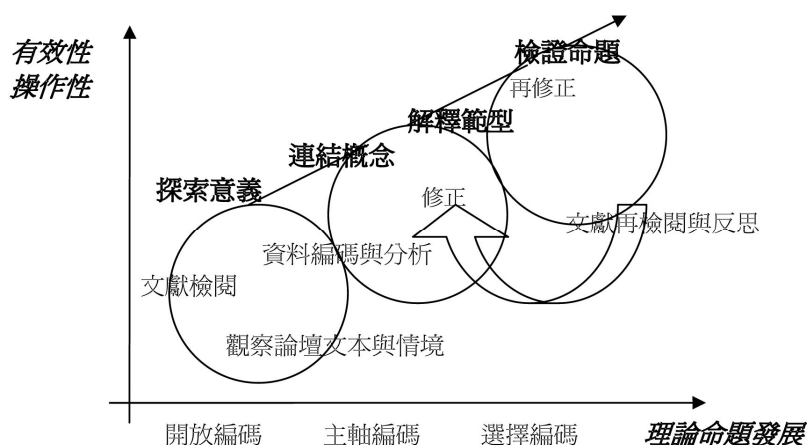 有效性
操作性
檢證命題
再修正
解釋範型
連結概念
探索意義
修正
文獻再檢閱與反思
資料編碼與分析
文獻檢閱
觀察論壇文本與情境
開放編碼
主軸編碼
選擇編碼
理論命題發展